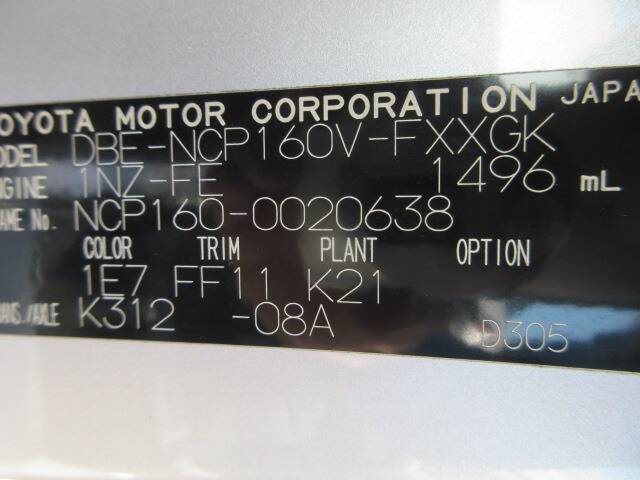 OYOTA MOTOR CORPORATION JAPA
ODEL DBE-NCP160V-FXXGK
NGINE 1NZ-FE 1496 mL
AME No. NCP160-0020638
COLOR TRIM PLANT OPTION
1E7 FF11 K21
ANS./AXLE K312 -08A D305